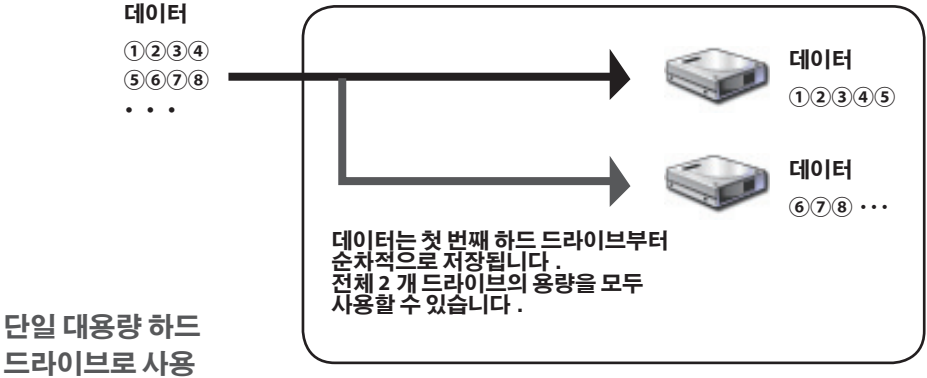 데이터
①②③④
⑤⑥⑦⑧
・・・
데이터
①②③④⑤
데이터
⑥⑦⑧ ・・・
데이터는 첫 번째 하드 드라이브부터
순차적으로 저장됩니다 .
전체 2 개 드라이브의 용량을 모두
사용할 수 있습니다 .
단일 대용량 하드
드라이브로 사용